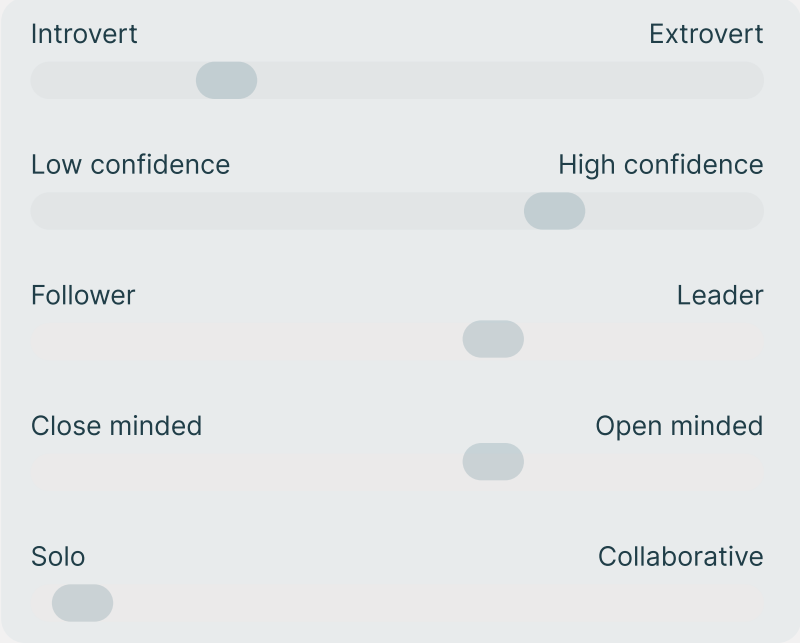 Introvert Extrovert
Low confidence High confidence
Follower Leader
Close minded Open minded
Solo Collaborative